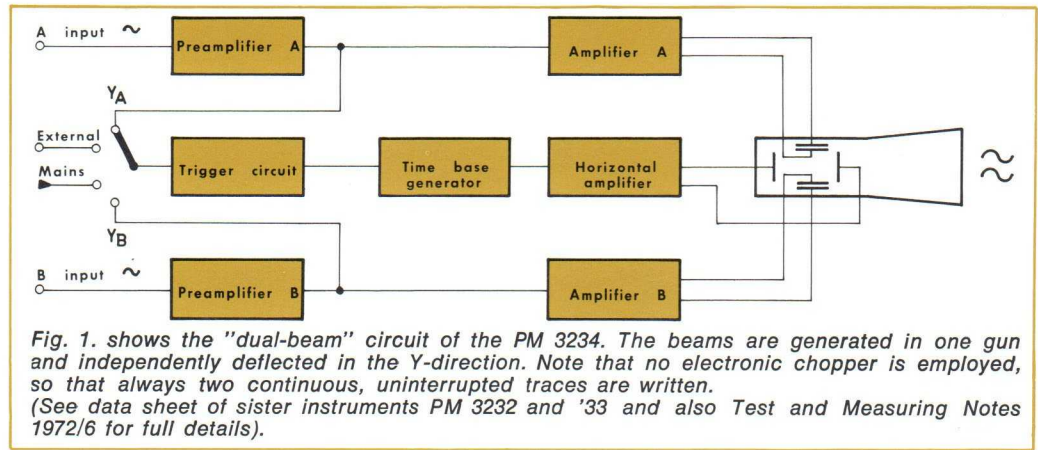 A input ~
Preamplifier A
Amplifier A
YA
External
Trigger circuit
Time base
generator
Horizontal
amplifier
Mains
YB
B input ~
Preamplifier B
Amplifier B
Fig. 1. shows the "dual-beam" circuit of the PM 3234. The beams are generated in one gun
and independently deflected in the Y-direction. Note that no electronic chopper is employed,
so that always two continuous, uninterrupted traces are written.
(See data sheet of sister instruments PM 3232 and '33 and also Test and Measuring Notes
1972/6 for full details).